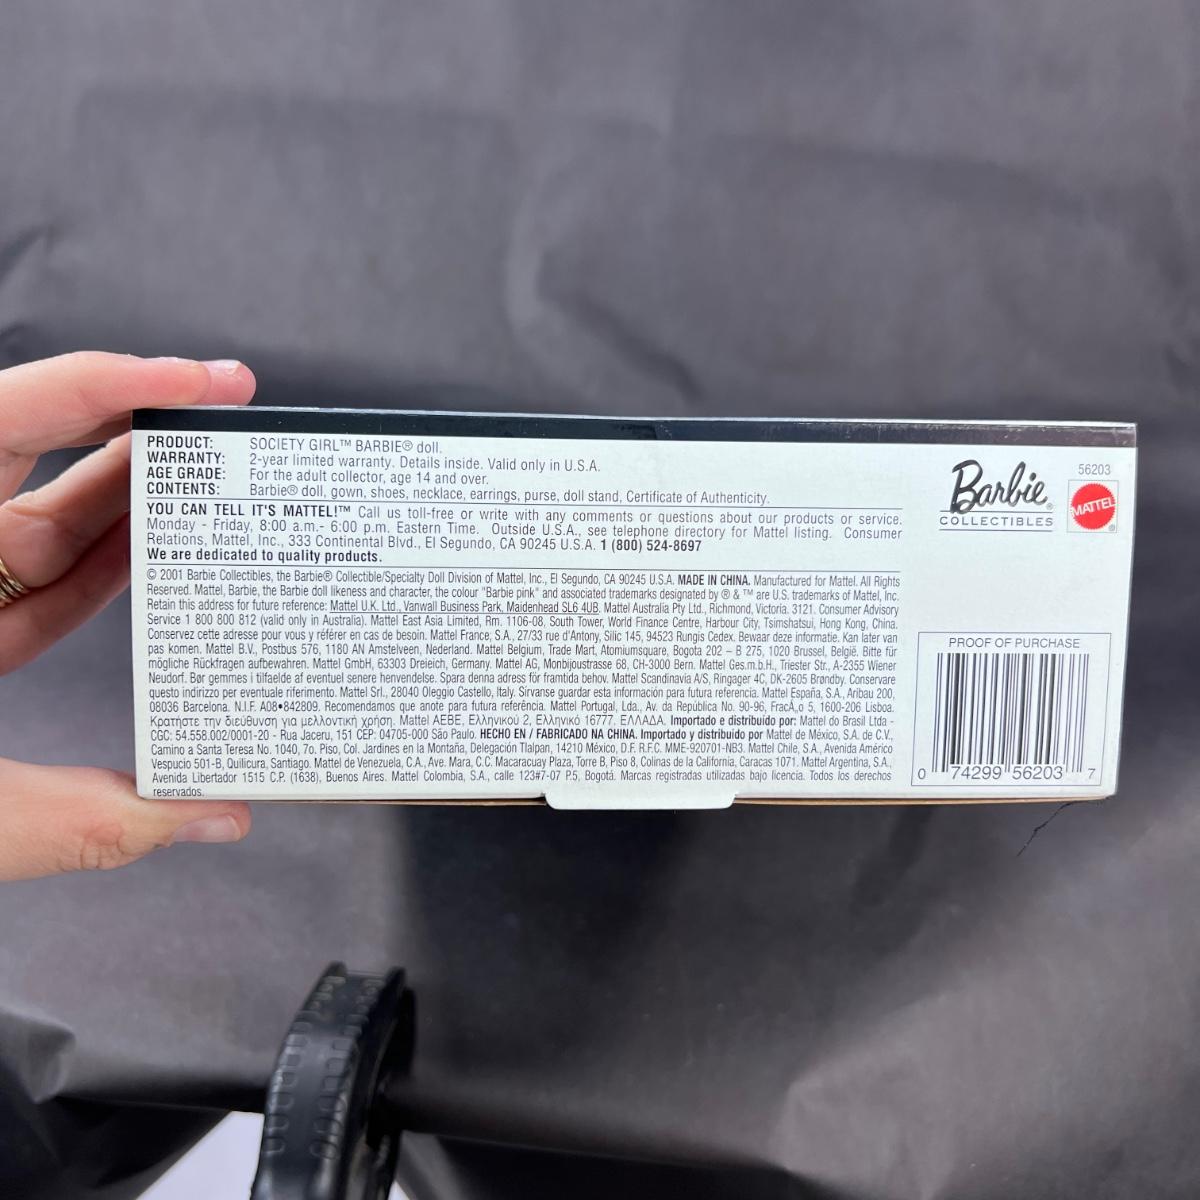 PRODUCT: SOCIETY GIRL™ BARBIE® doll.
WARRANTY: 2-year limited warranty. Details inside. Valid only in U.S.A.
AGE GRADE: For the adult collector, age 14 and over.
CONTENTS: Barbie® doll, gown, shoes, necklace, earrings, purse, doll stand, Certificate of Authenticity.
YOU CAN TELL IT'S MATTEL!™ Call us toll-free or write with any comments or questions about our products or service.
Monday - Friday, 8:00 a.m.- 6:00 p.m. Eastern Time. Outside U.S.A., see telephone directory for Mattel listing. Consumer
Relations, Mattel, Inc., 333 Continental Blvd., El Segundo, CA 90245 U.S.A. 1 (800) 524-8697
We are dedicated to quality products.
© 2001 Barbie Collectibles, the Barbie® Collectible/Specialty Doll Division of Mattel, Inc., El Segundo, CA 90245 U.S.A. MADE IN CHINA. Manufactured for Mattel. All Rights
Reserved. Mattel, Barbie, the Barbie doll likeness and character, the colour "Barbie pink" and associated trademarks designated by ® & ™ are U.S. trademarks of Mattel, Inc.
Retain this address for future reference: Mattel U.K. Ltd., Vanwall Business Park, Maidenhead SL6 4UB. Mattel Australia Pty Ltd., Richmond, Victoria. 3121. Consumer Advisory
Service 1 800 800 812 (valid only in Australia). Mattel East Asia Limited, Rm. 1106-08, South Tower, World Finance Centre, Harbour City, Tsimshatsui, Hong Kong, China.
Conservez cette adresse pour vous y référer en cas de besoin. Mattel France, S.A., 27/33 rue d'Antony, Silic 145, 94523 Rungis Cedex. Bewaar deze informatie. Kan later van
pas komen. Mattel B.V., Postbus 576, 1180 AN Amstelveen, Nederland. Mattel Belgium, Trade Mart, Atomiumsquare, Bogota 202 – B 275, 1020 Brussel, België. Bitte für
mögliche Rückfragen aufbewahren. Mattel GmbH, 63303 Dreieich, Germany. Mattel AG, Monbijoustrasse 68, CH-3000 Bern. Mattel Ges.m.b.H., Triester Str., A-2355 Wiener
Neudorf. Bør gemmes i tilfaelde af eventuel senere henvendelse. Spara denna adress för framtida behov. Mattel Scandinavia A/S, Ringager 4C, DK-2605 Brøndby. Conservare
questo indirizzo per eventuale riferimento. Mattel Srl., 28040 Oleggio Castello, Italy. Sirvanse guardar esta información para futura referencia. Mattel España, S.A., Aribau 200,
08036 Barcelona. N.I.F. A08•842809. Recomendamos que anote para futura referência. Mattel Portugal, Lda., Av. da República No. 90-96, FracÅ„o 5, 1600-206 Lisboa.
Κρατήστε την διεύθυνση για μελλοντική χρήση. Mattel AEBE, Ελληνικού 2, Ελληνικό 16777. ΕΛΛΑΔΑ. Importado e distribuido por: Mattel do Brasil Ltda -
CGC: 54.558.002/0001-20 - Rua Jaceru, 151 CEP: 04705-000 São Paulo. HECHO EN / FABRICADO NA CHINA. Importado y distribuido por Mattel de México, S.A. de C.V.,
Camino a Santa Teresa No. 1040, 7o. Piso, Col. Jardines en la Montaña, Delegación Tlalpan, 14210 México, D.F. R.F.C. MME-920701-NB3. Mattel Chile, S.A., Avenida Américo
Vespucio 501-B, Quilicura, Santiago. Mattel de Venezuela, C.A., Ave. Mara, C.C. Macaracuay Plaza, Torre B, Piso 8, Colinas de la California, Caracas 1071. Mattel Argentina, S.A.,
Avenida Libertador 1515 C.P. (1638), Buenos Aires. Mattel Colombia, S.A., calle 123#7-07 P.5, Bogotá. Marcas registradas utilizadas bajo licencia. Todos los derechos
reservados.
Barbie®
COLLECTIBLES
56203
MATTEL®
PROOF OF PURCHASE
0 74299 56203 7